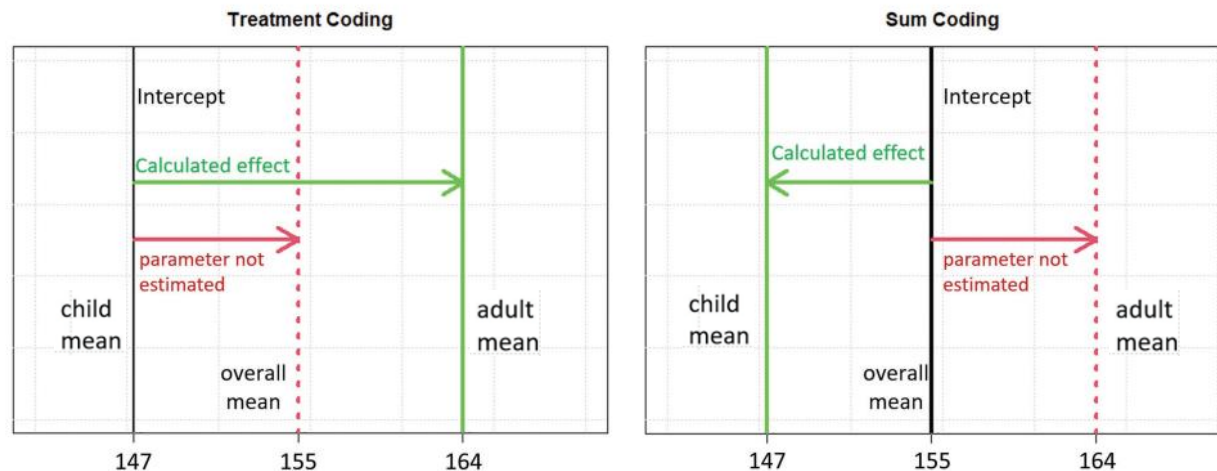 Treatment Coding
Intercept
Calculated effect
parameter not
estimated
child
mean
adult
mean
overall
mean
147
155
164
Sum Coding
Intercept
Calculated effect
parameter not
estimated
child
mean
adult
mean
overall
mean
147
155
164